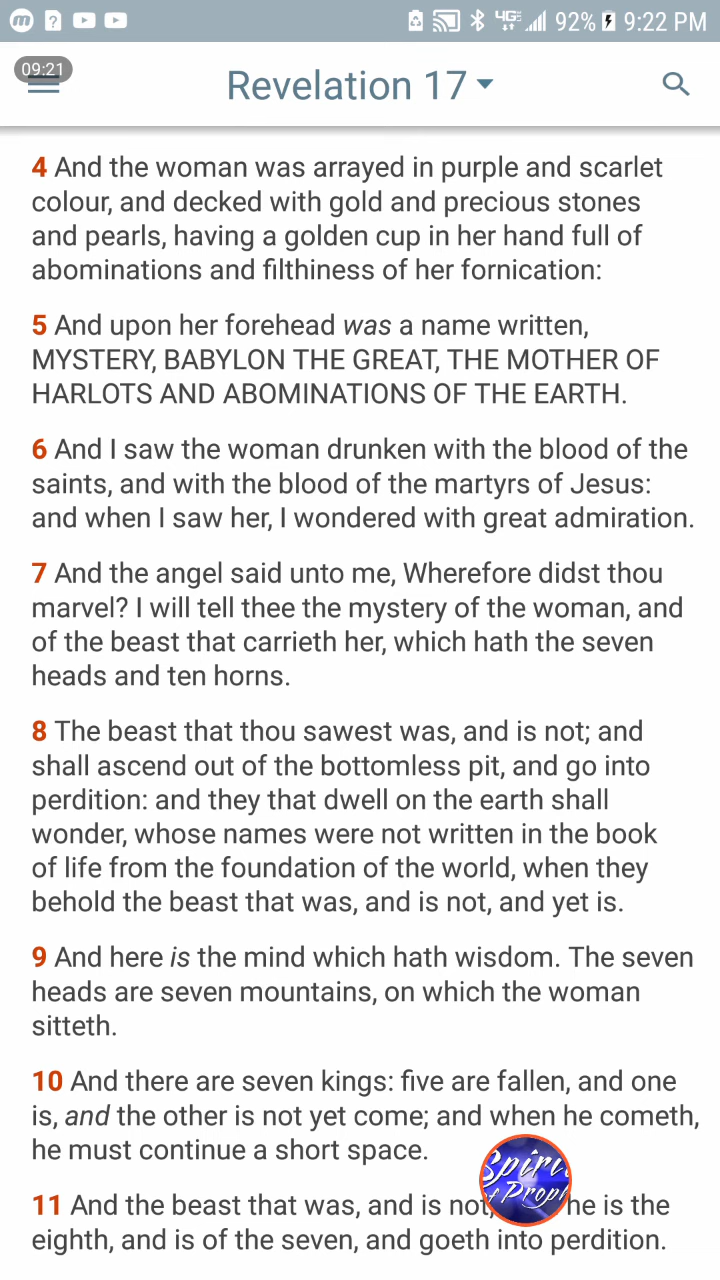 m ? 4G 92% 9:22 PM
09:21
Revelation 17
4 And the woman was arrayed in purple and scarlet
colour, and decked with gold and precious stones
and pearls, having a golden cup in her hand full of
abominations and filthiness of her fornication:
5 And upon her forehead was a name written,
MYSTERY, BABYLON THE GREAT, THE MOTHER OF
HARLOTS AND ABOMINATIONS OF THE EARTH.
6 And I saw the woman drunken with the blood of the
saints, and with the blood of the martyrs of Jesus:
and when I saw her, I wondered with great admiration.
7 And the angel said unto me, Wherefore didst thou
marvel? I will tell thee the mystery of the woman, and
of the beast that carrieth her, which hath the seven
heads and ten horns.
8 The beast that thou sawest was, and is not; and
shall ascend out of the bottomless pit, and go into
perdition: and they that dwell on the earth shall
wonder, whose names were not written in the book
of life from the foundation of the world, when they
behold the beast that was, and is not, and yet is.
9 And here is the mind which hath wisdom. The seven
heads are seven mountains, on which the woman
sitteth.
10 And there are seven kings: five are fallen, and one
is, and the other is not yet come; and when he cometh,
he must continue a short space.
11 And the beast that was, and is not, he is the
eighth, and is of the seven, and goeth into perdition.